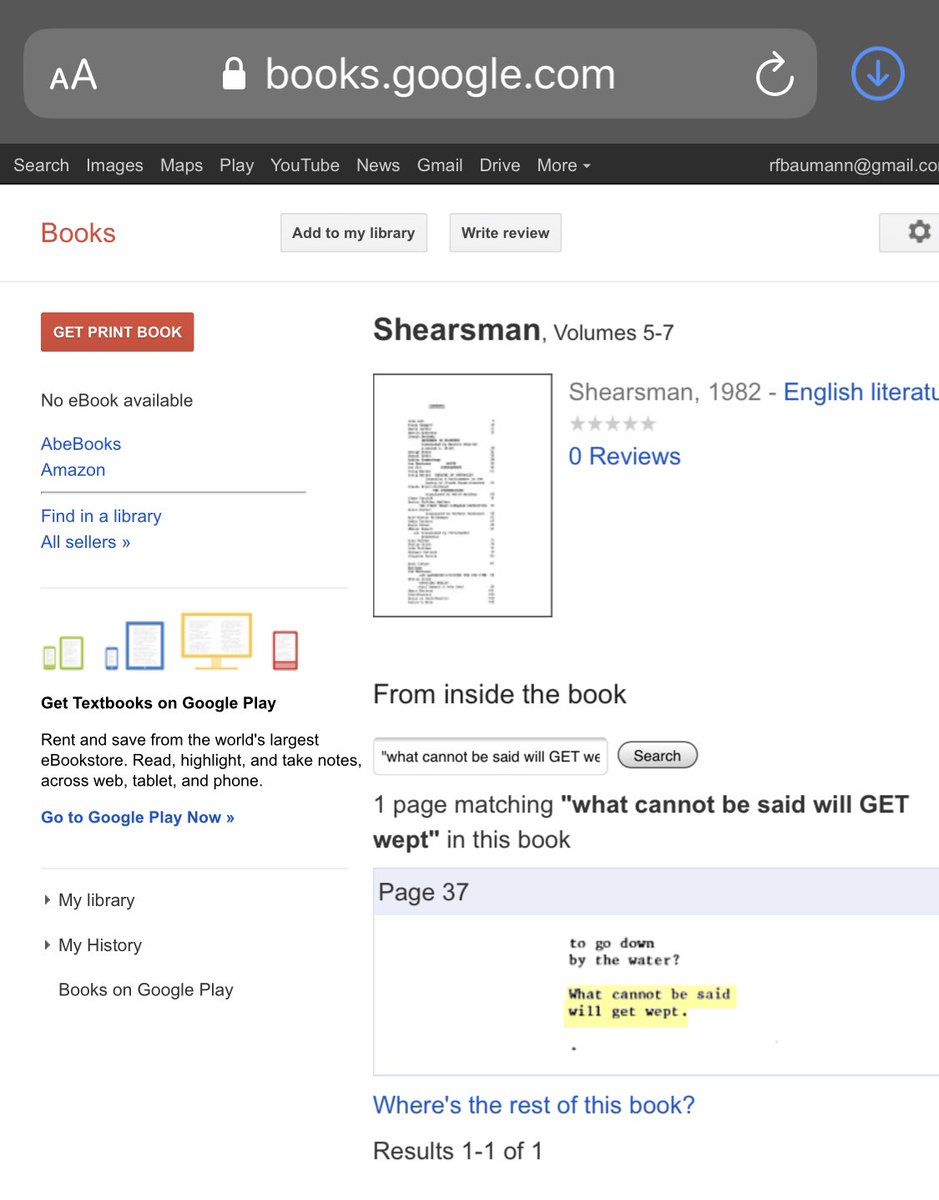 AA books.google.com
Search Images Maps Play YouTube News Gmail Drive More rfbaumann@gmail.co
Books Add to my library Write review
GET PRINT BOOK
No eBook available
AbeBooks
Amazon
Find in a library
All sellers »
Get Textbooks on Google Play
Rent and save from the world's largest
eBookstore. Read, highlight, and take notes,
across web, tablet, and phone.
Go to Google Play Now »
My library
My History
Books on Google Play
Shearsman, Volumes 5-7
Shearsman, 1982 - English literatu
0 Reviews
From inside the book
"what cannot be said will GET we Search
1 page matching "what cannot be said will GET
wept" in this book
Page 37
to go down
by the water?
What cannot be said
will get wept.
.
Where's the rest of this book?
Results 1-1 of 1